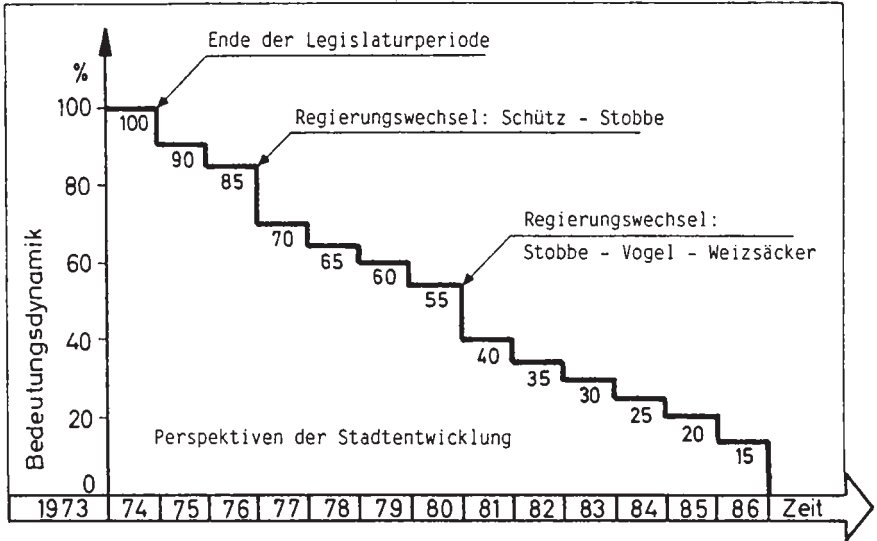 Ende der Legislaturperiode
%
100
100
Regierungswechsel: Schütz - Stobbe
90
85
80
70
Regierungswechsel:
Stobbe - Vogel - Weizsäcker
65
60
60
55
40
40
35
30
25
20
20
15
0
Bedeutungsdynamik
Perspektiven der Stadtentwicklung
1973 74 75 76 77 78 79 80 81 82 83 84 85 86 Zeit